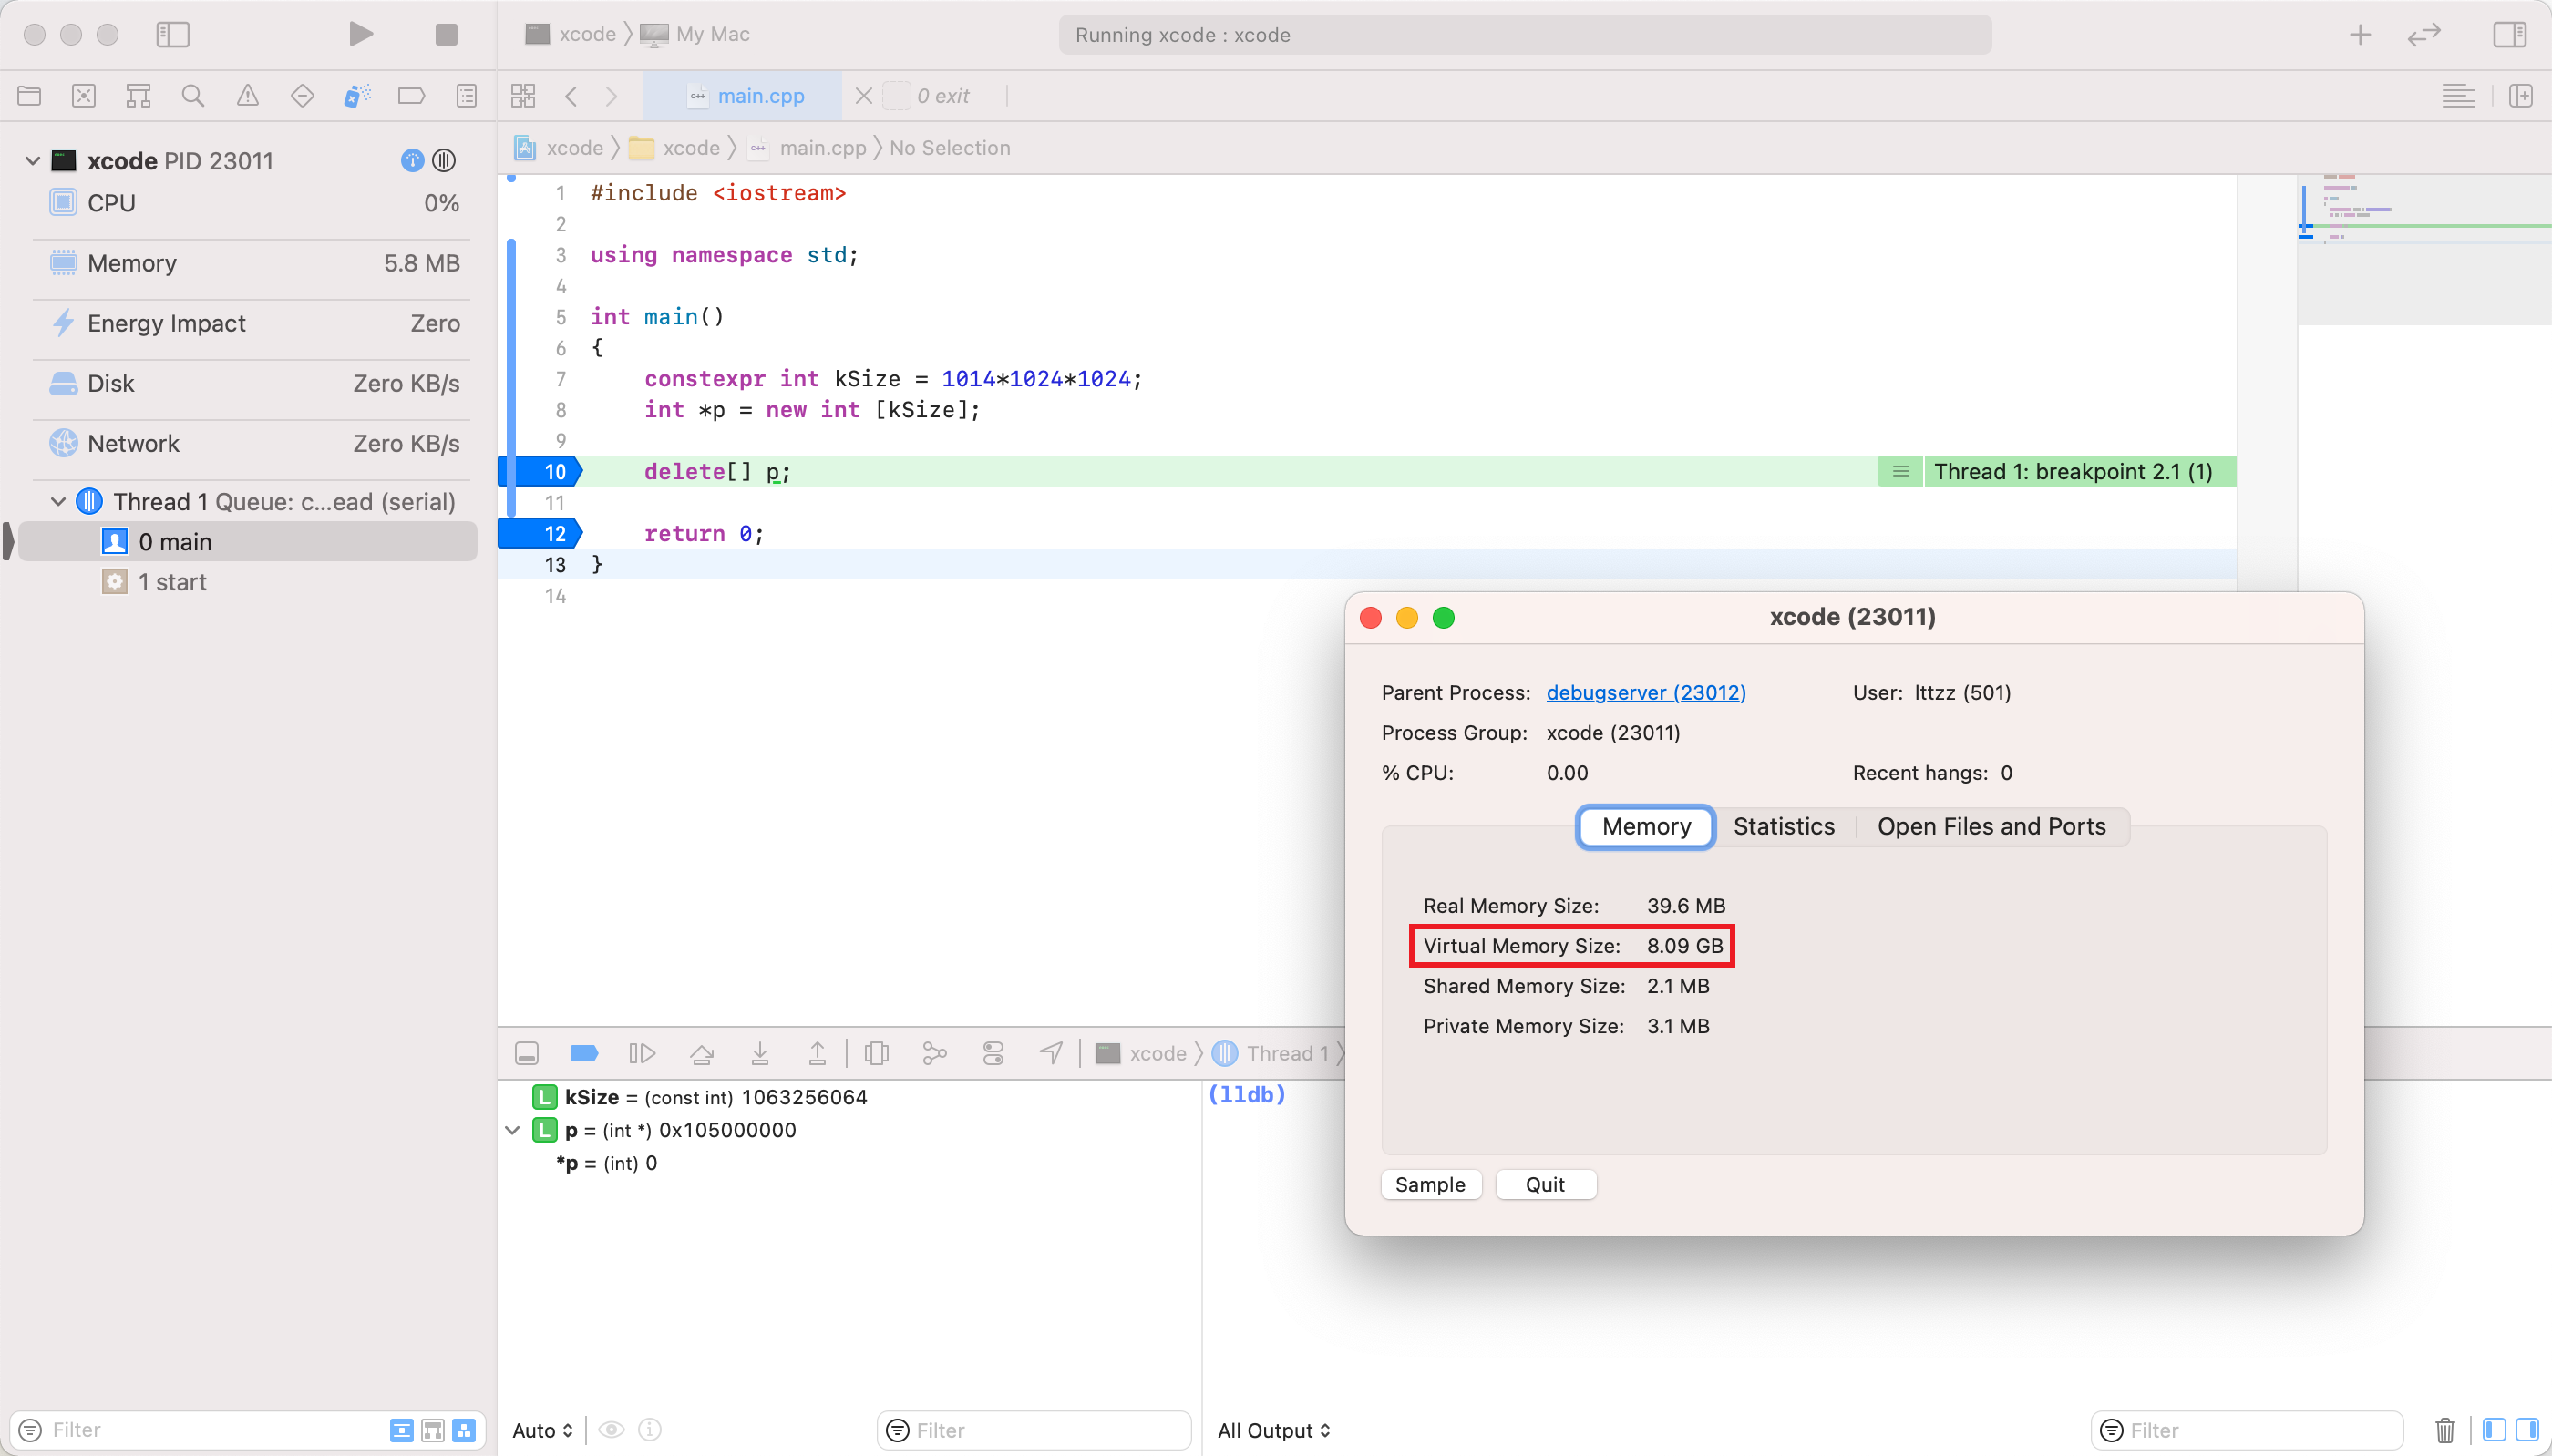 xcode My Mac
Running xcode : xcode
main.cpp
0 exit
xcode xcode main.cpp No Selection
xcode PID 23011
CPU 0%
Memory 5.8 MB
Energy Impact Zero
Disk Zero KB/s
Network Zero KB/s
Thread 1 Queue: c...ead (serial)
0 main
1 start
1 #include <iostream>
2
3 using namespace std;
4
5 int main()
6 {
7 constexpr int kSize = 1014*1024*1024;
8 int *p = new int [kSize];
9
10 delete[] p; Thread 1: breakpoint 2.1 (1)
11
12 return 0;
13 }
14
xcode (23011)
Parent Process: debugserver (23012) User: lttzz (501)
Process Group: xcode (23011)
% CPU: 0.00 Recent hangs: 0
Memory Statistics Open Files and Ports
Real Memory Size: 39.6 MB
Virtual Memory Size: 8.09 GB
Shared Memory Size: 2.1 MB
Private Memory Size: 3.1 MB
Sample Quit
xcode Thread 1
L kSize = (const int) 1063256064
L p = (int *) 0x105000000
*p = (int) 0
(lldb)
Filter
Auto Filter
All Output Filter